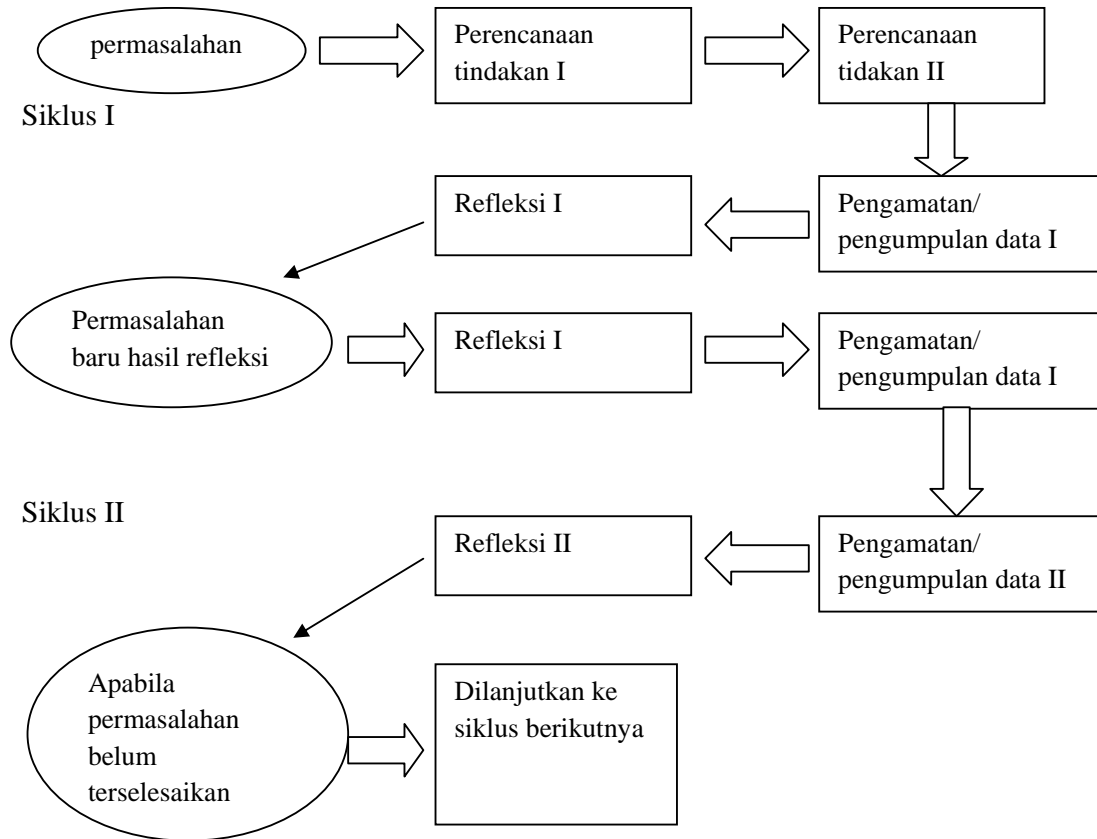 permasalahan
Perencanaan
tindakan I
Perencanaan
tidakan II
Siklus I
Refleksi I
Pengamatan/
pengumpulan data I
Permasalahan
baru hasil refleksi
Refleksi I
Pengamatan/
pengumpulan data I
Siklus II
Refleksi II
Pengamatan/
pengumpulan data II
Apabila
permasalahan
belum
terselesaikan
Dilanjutkan ke
siklus berikutnya